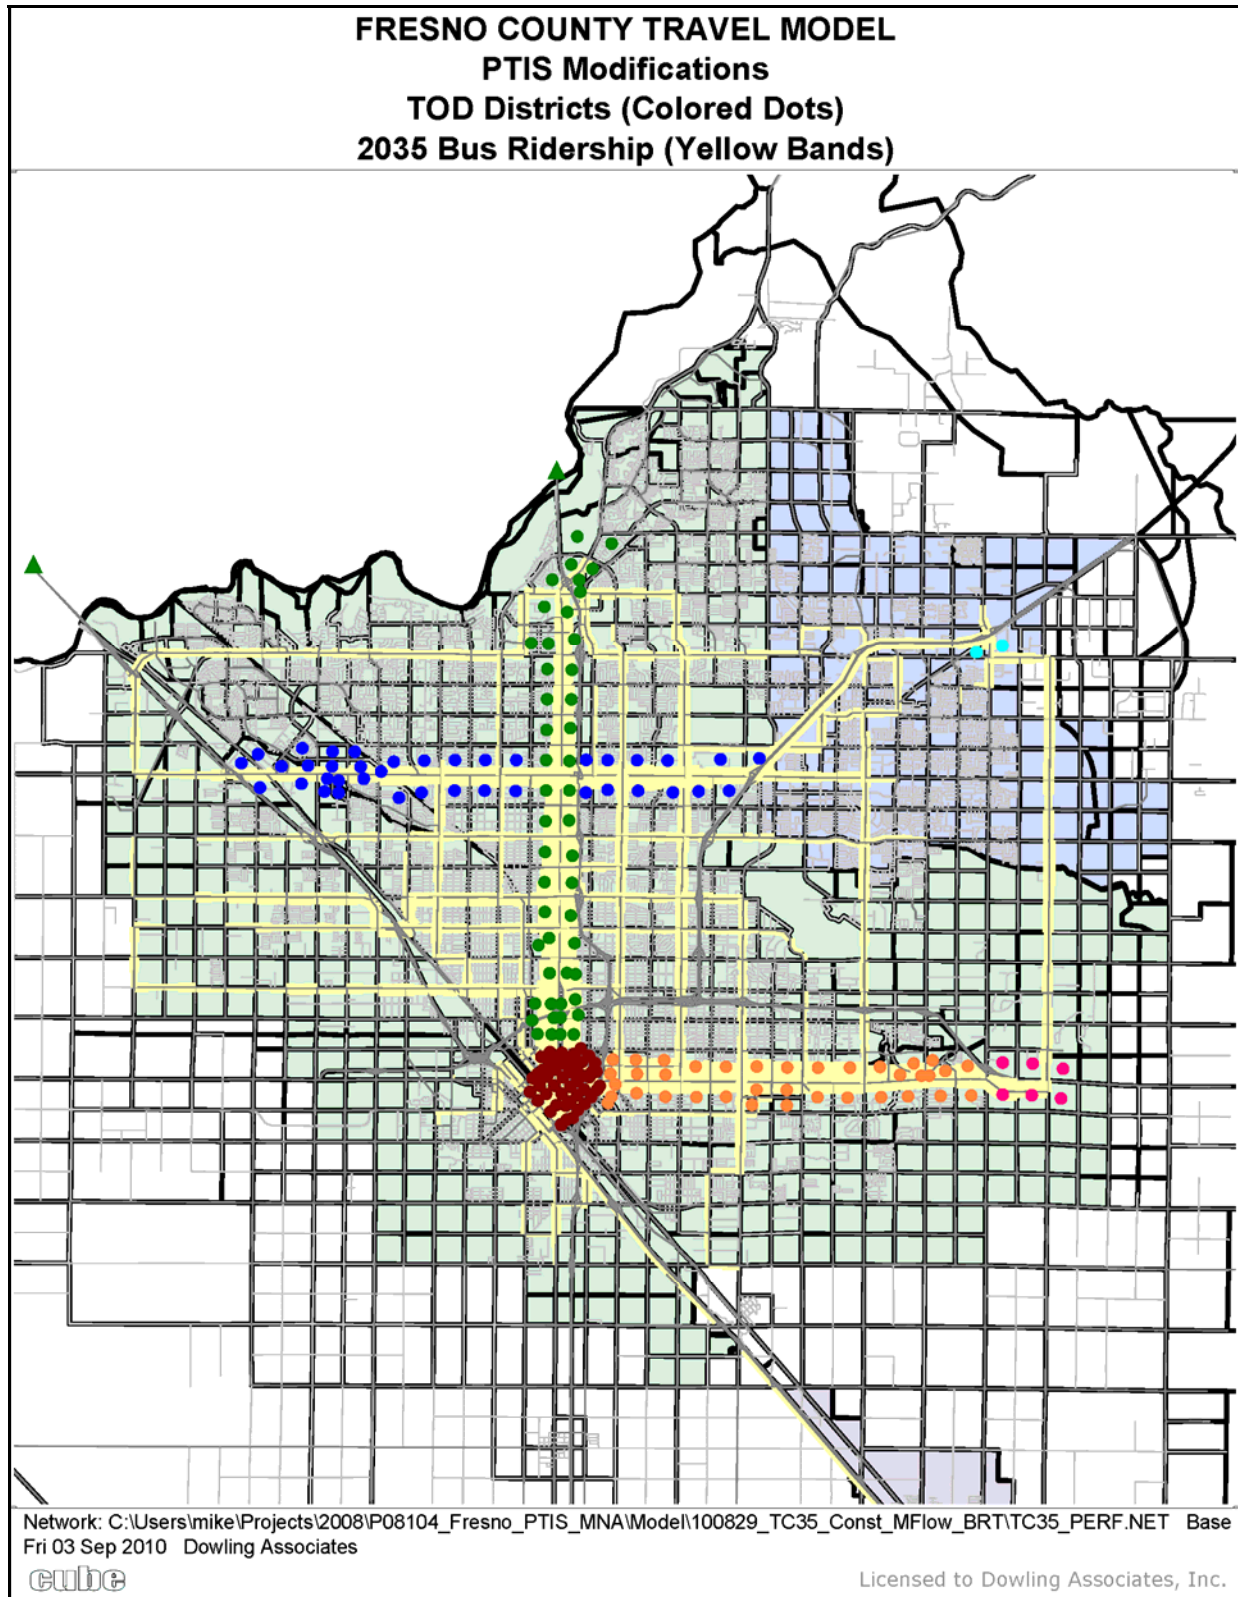 FRESNO COUNTY TRAVEL MODEL
PTIS Modifications
TOD Districts (Colored Dots)
2035 Bus Ridership (Yellow Bands)
Network: C:\Users\mike\Projects\2008\P08104_Fresno_PTIS_MNA\Model\100829_TC35_Const_MFlow_BRT\TC35_PERF.NET Base
Fri 03 Sep 2010 Dowling Associates
cube
Licensed to Dowling Associates, Inc.